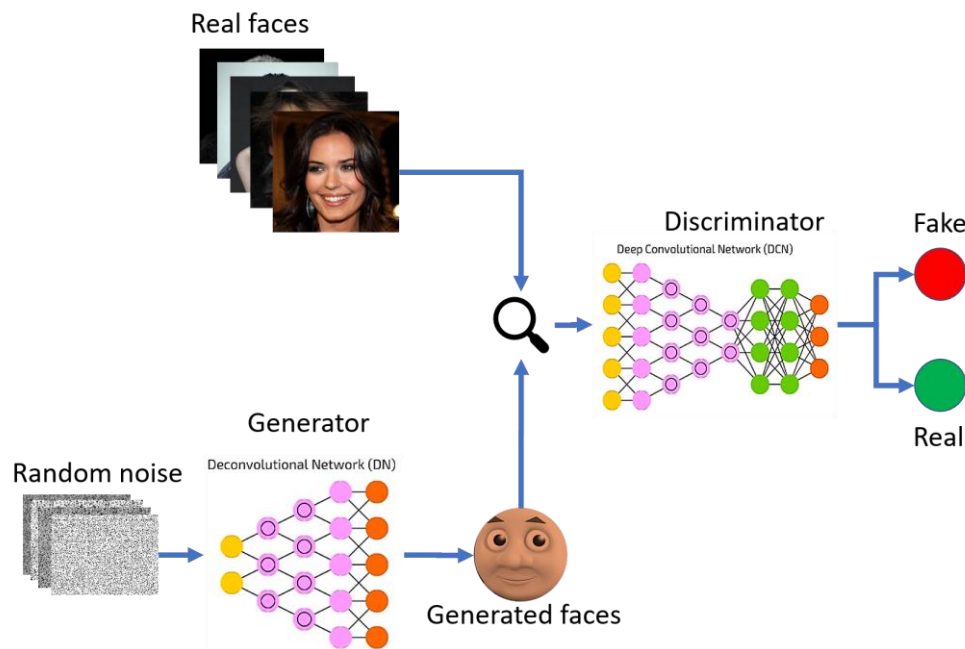 Real faces
Discriminator
Fake
Deep Convolutional Network (DCN)
Generator
Real
Deconvolutional Network (DN)
Random noise
Generated faces